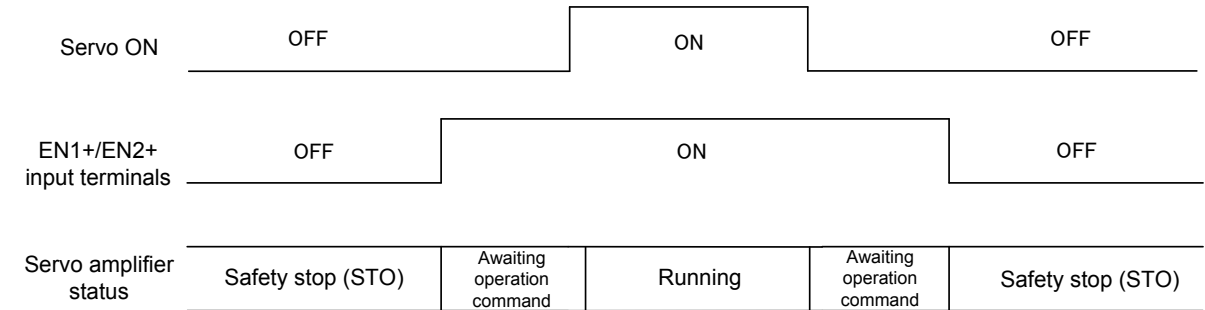 Servo ON
OFF
ON
OFF
EN1+/EN2+
input terminals
OFF
ON
OFF
Servo amplifier
status
Safety stop (STO)
Awaiting
operation
command
Running
Awaiting
operation
command
Safety stop (STO)